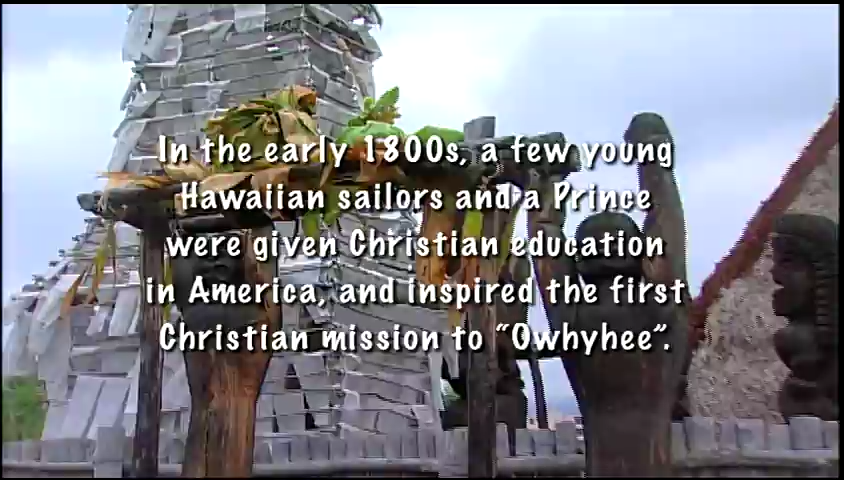 In the early 1800s, a few young
Hawaiian sailors and a Prince
were given Christian education
in America, and inspired the first
Christian mission to “Owhyhee”.